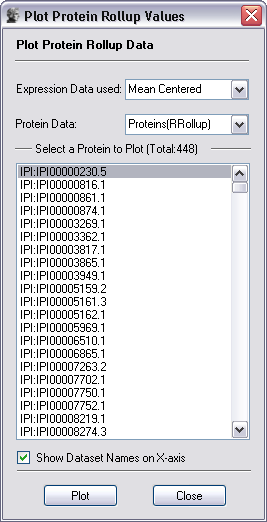 Plot Protein Rollup Values
Plot Protein Rollup Data
Expression Data used: Mean Centered
Protein Data: Proteins(RRollup)
Select a Protein to Plot (Total:448)
IPI:IPI00000230.5
IPI:IPI00000816.1
IPI:IPI00000861.1
IPI:IPI00000874.1
IPI:IPI00003269.1
IPI:IPI00003362.1
IPI:IPI00003817.1
IPI:IPI00003865.1
IPI:IPI00003949.1
IPI:IPI00005159.2
IPI:IPI00005161.3
IPI:IPI00005162.1
IPI:IPI00005969.1
IPI:IPI00006510.1
IPI:IPI00006865.1
IPI:IPI00007263.2
IPI:IPI00007702.1
IPI:IPI00007750.1
IPI:IPI00007752.1
IPI:IPI00008219.1
IPI:IPI00008274.3
Show Dataset Names on X-axis
Plot Close